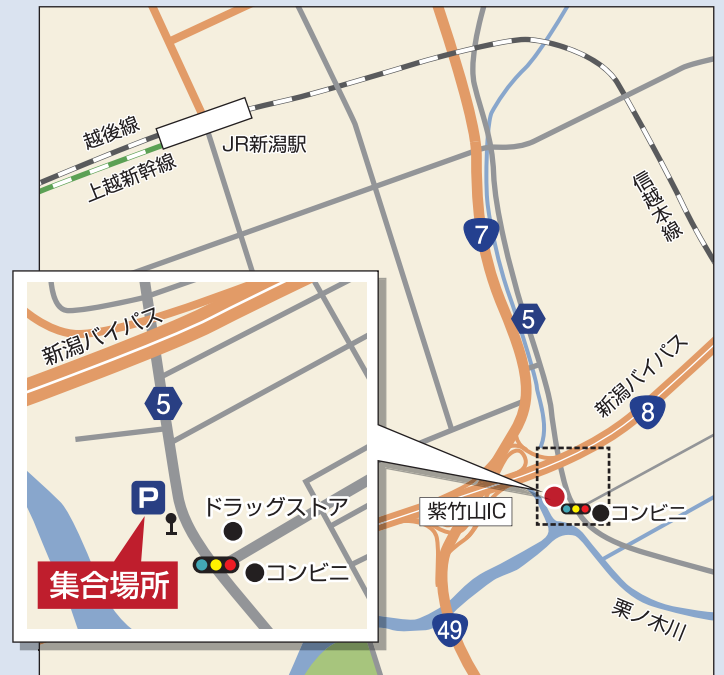 越後線
JR新潟駅
上越新幹線
信越本線
7
5
新潟バイパス
8
紫竹山IC
コンビニ
栗ノ木川
49
新潟バイパス
5
P
ドラッグストア
集合場所
コンビニ